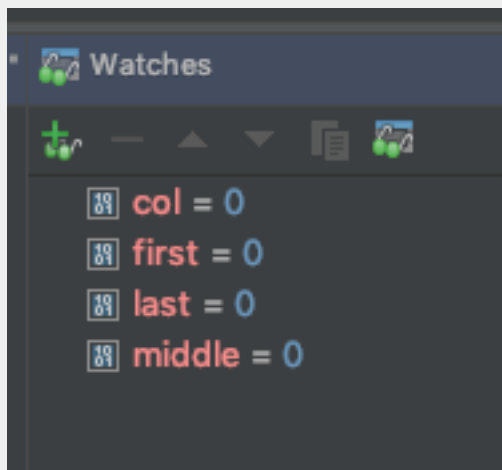 Watches
col = 0
first = 0
last = 0
middle = 0